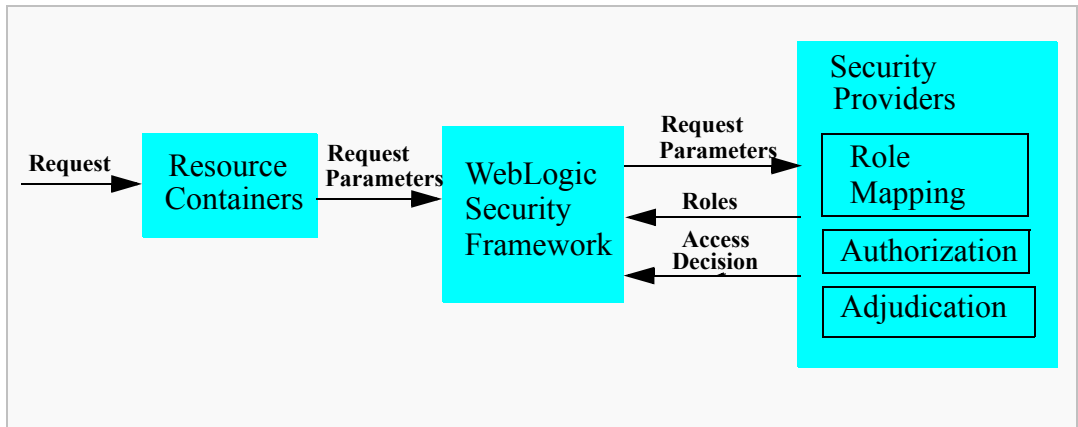 Request
Resource
Containers
Request
Parameters
WebLogic
Security
Framework
Request
Parameters
Roles
Access
Decision
Security
Providers
Role
Mapping
Authorization
Adjudication